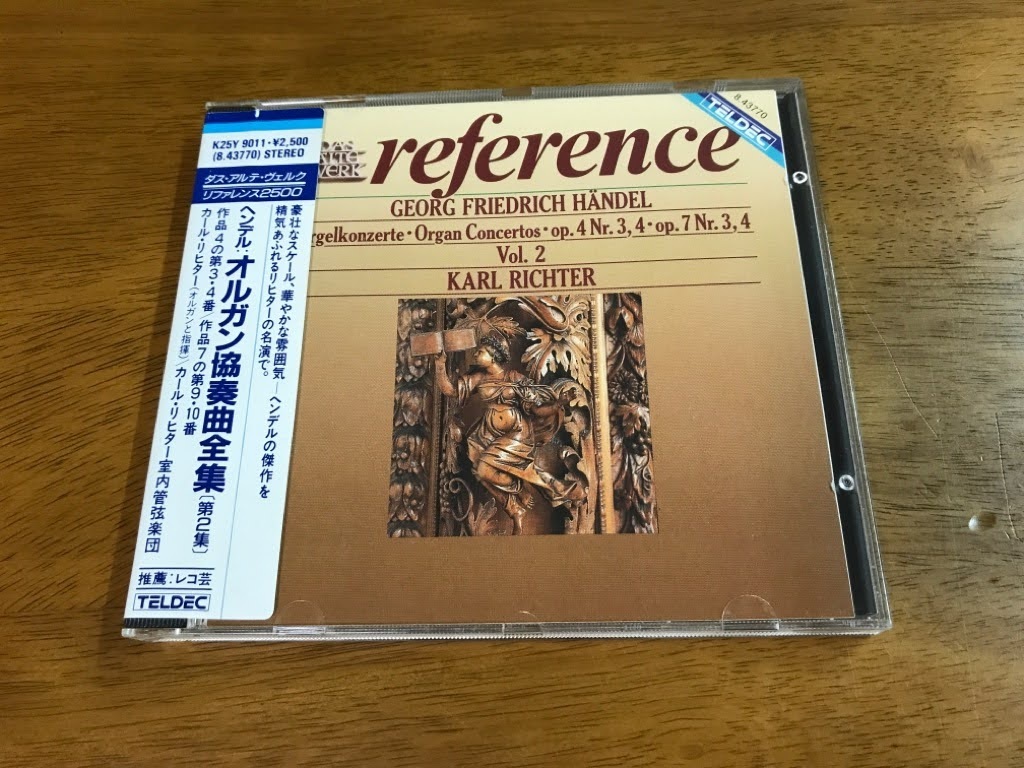 K25Y 9011・¥2,500
(8.43770) STEREO
ダス・アルテ・ヴェルク
リファレンス2500
豪壮なスケール、華やかな雰囲気—ヘンデルの傑作を
精気あふれるリヒターの名演で。
ヘンデル：オルガン協奏曲全集〔第2集〕
作品4の第3・4番/作品7の第9・10番
カール・リヒター(オルガンと指揮)カール・リヒター室内管弦楽団
推薦：レコ芸
TELDEC
DAS
ALTE
WERK
reference
8.43770
TELDEC
GEORG FRIEDRICH HÄNDEL
rgelkonzerte・Organ Concertos・op. 4 Nr. 3, 4・op. 7 Nr. 3, 4
Vol. 2
KARL RICHTER